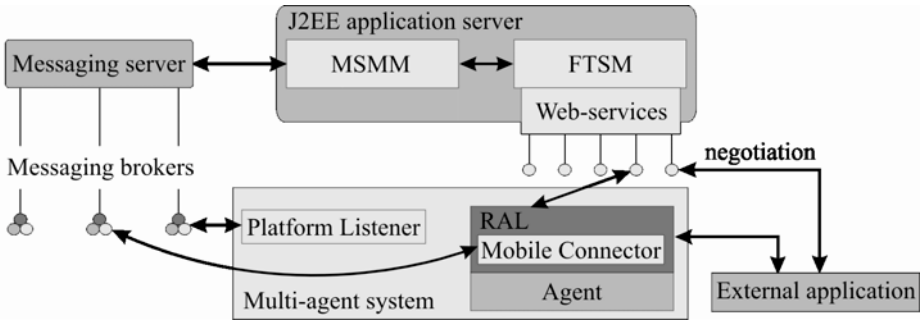 J2EE application server
Messaging server
MSMM
FTSM
Web-services
Messaging brokers
negotiation
Platform Listener
RAL
Mobile Connector
Multi-agent system
Agent
External application